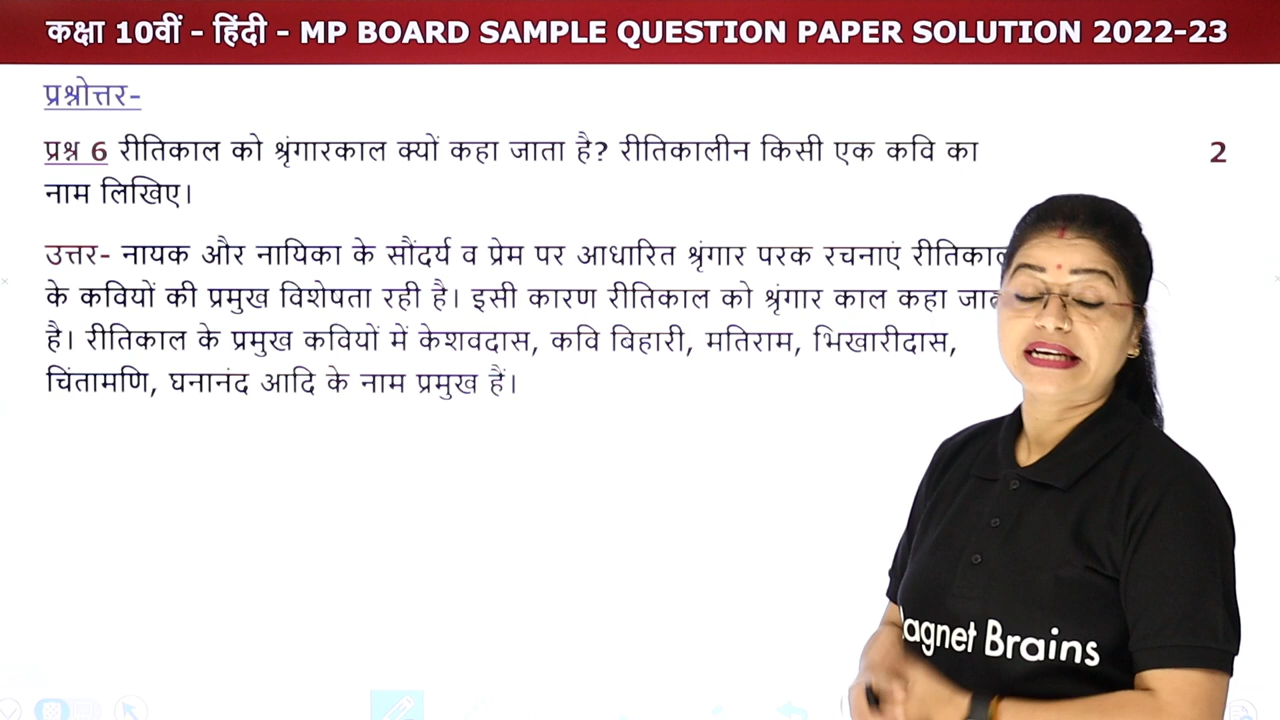 कक्षा 10वीं - हिंदी - MP BOARD SAMPLE QUESTION PAPER SOLUTION 2022-23
प्रश्नोत्तर-
प्रश्न 6 रीतिकाल को श्रृंगारकाल क्यों कहा जाता है? रीतिकालीन किसी एक कवि का 2
नाम लिखिए।
उत्तर- नायक और नायिका के सौंदर्य व प्रेम पर आधारित श्रृंगार परक रचनाएं
के कवियों की प्रमुख विशेषता रही है। इसी कारण रीतिकाल को श्रृंगार काल कहा
है। रीतिकाल के प्रमुख कवियों में केशवदास, कवि बिहारी, मतिराम, भिखारीदास,
चिंतामणि, घनानंद आदि के नाम प्रमुख हैं।
Brains